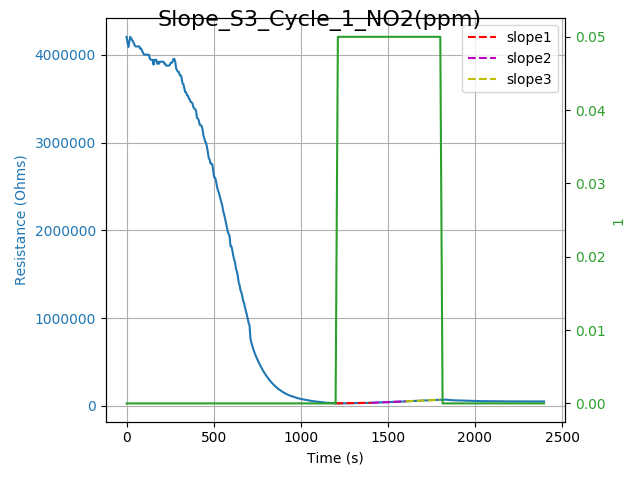 Slope_S3_Cycle_1_NO2(ppm)
slope1
slope2
slope3
4000000
3000000
2000000
1000000
0
Resistance (Ohms)
0.05
0.04
0.03
0.02
0.01
0.00
1
0 500 1000 1500 2000 2500
Time (s)